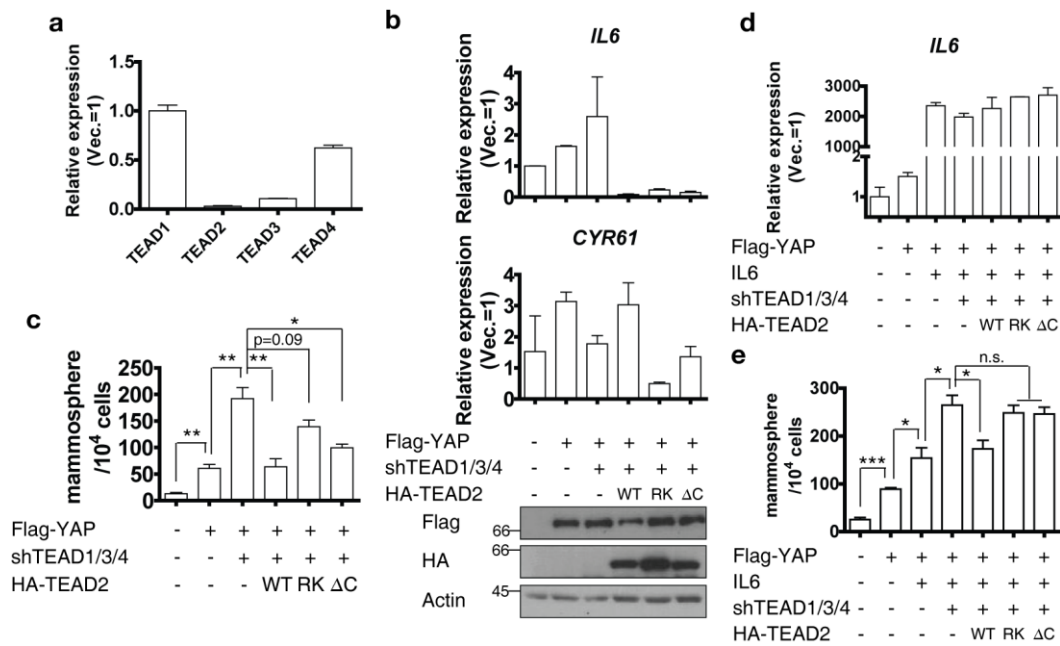 a
Relative expression
(Vec.=1)
1.5
1.0
0.5
0.0
TEAD1
TEAD2
TEAD3
TEAD4
b
IL6
Relative expression
(Vec.=1)
4
3
2
1
0
CYR61
Relative expression
(Vec.=1)
4
3
2
1
0
Flag-YAP - + + + + +
shTEAD1/3/4 - - + + + +
HA-TEAD2 - - - WT RK ΔC
Flag
66
HA
66
Actin
45
c
mammosphere
/10⁴ cells
250
200
150
100
50
0
**
**
**
p=0.09
*
Flag-YAP - + + + + +
shTEAD1/3/4 - - + + + +
HA-TEAD2 - - - WT RK ΔC
d
IL6
Relative expression
(Vec.=1)
3000
2000
1000
2
1
Flag-YAP - + + + + + +
IL6 - - + + + + +
shTEAD1/3/4 - - - + + + +
HA-TEAD2 - - - - WT RK ΔC
e
mammosphere
/10⁴ cells
300
200
100
0
***
*
*
*
n.s.
Flag-YAP - + + + + + +
IL6 - - + + + + +
shTEAD1/3/4 - - - + + + +
HA-TEAD2 - - - - WT RK ΔC